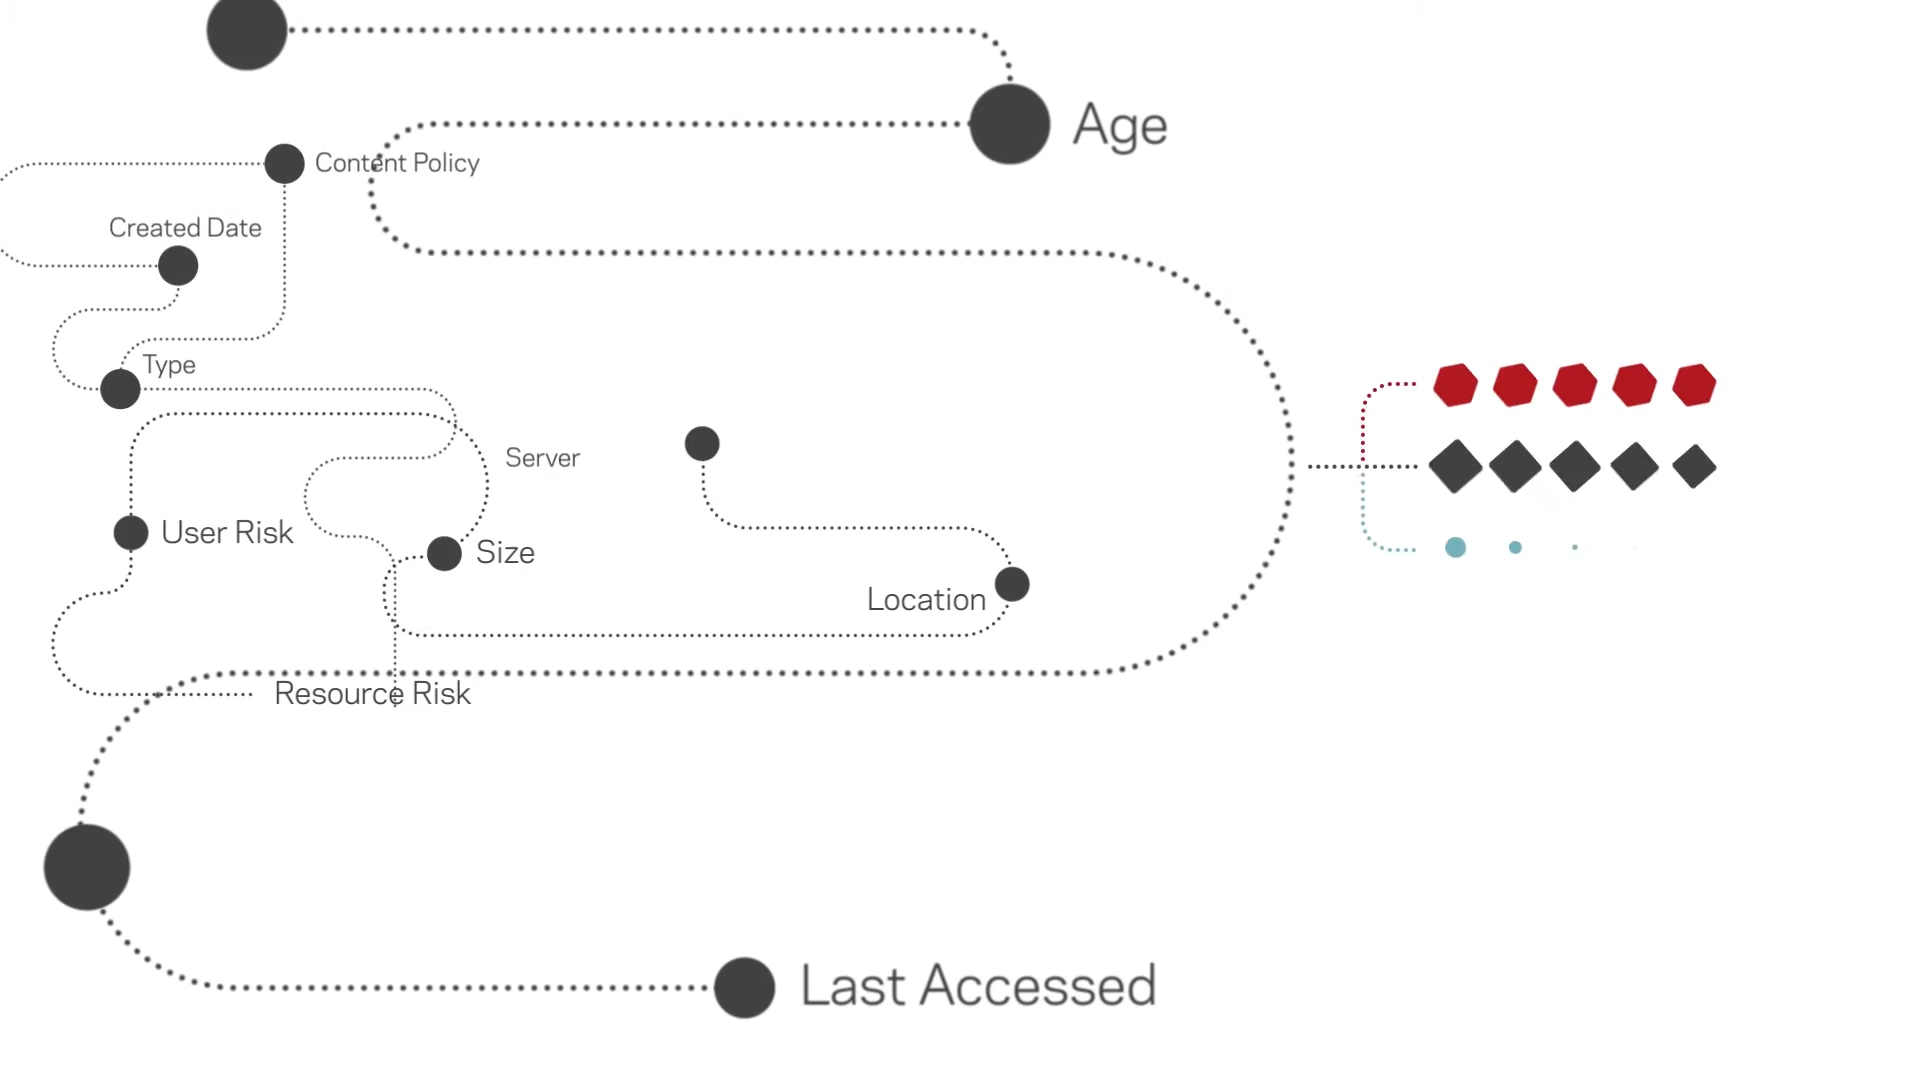 Age
Content Policy
Created Date
Type
Server
User Risk
Size
Location
Resource Risk
Last Accessed